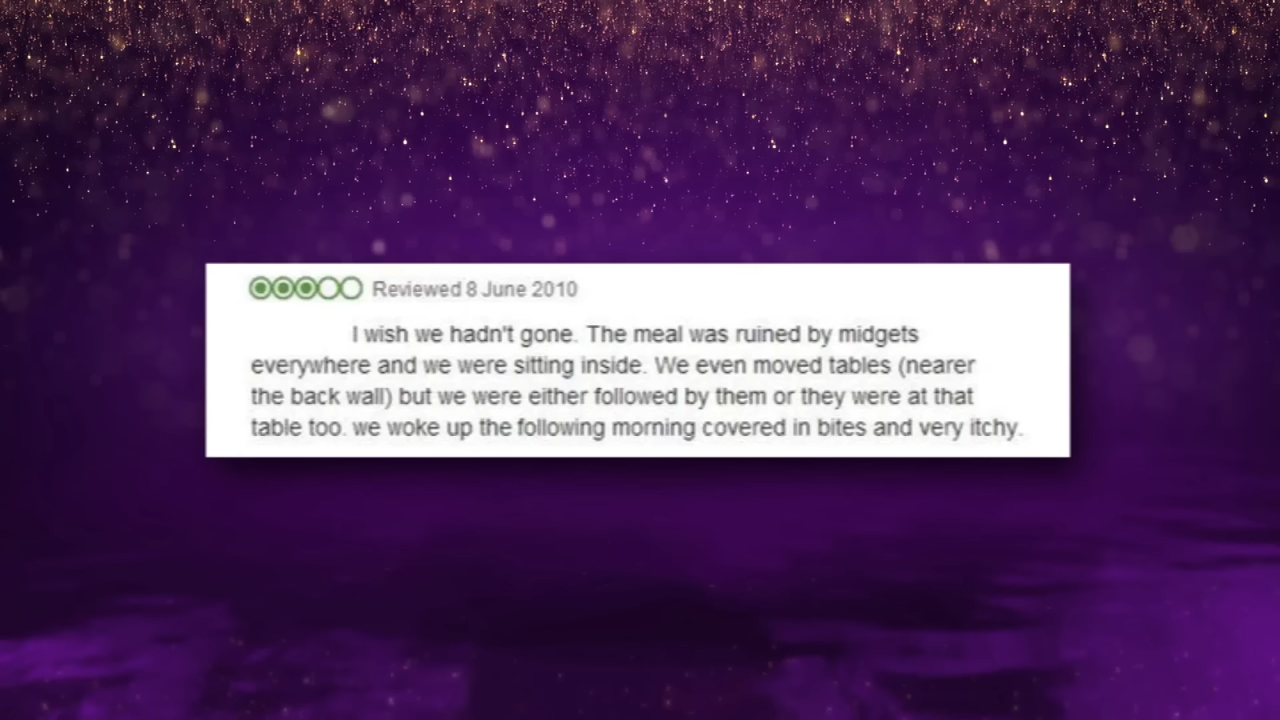 Reviewed 8 June 2010
I wish we hadn't gone. The meal was ruined by midgets
everywhere and we were sitting inside. We even moved tables (nearer
the back wall) but we were either followed by them or they were at that
table too. we woke up the following morning covered in bites and very itchy.